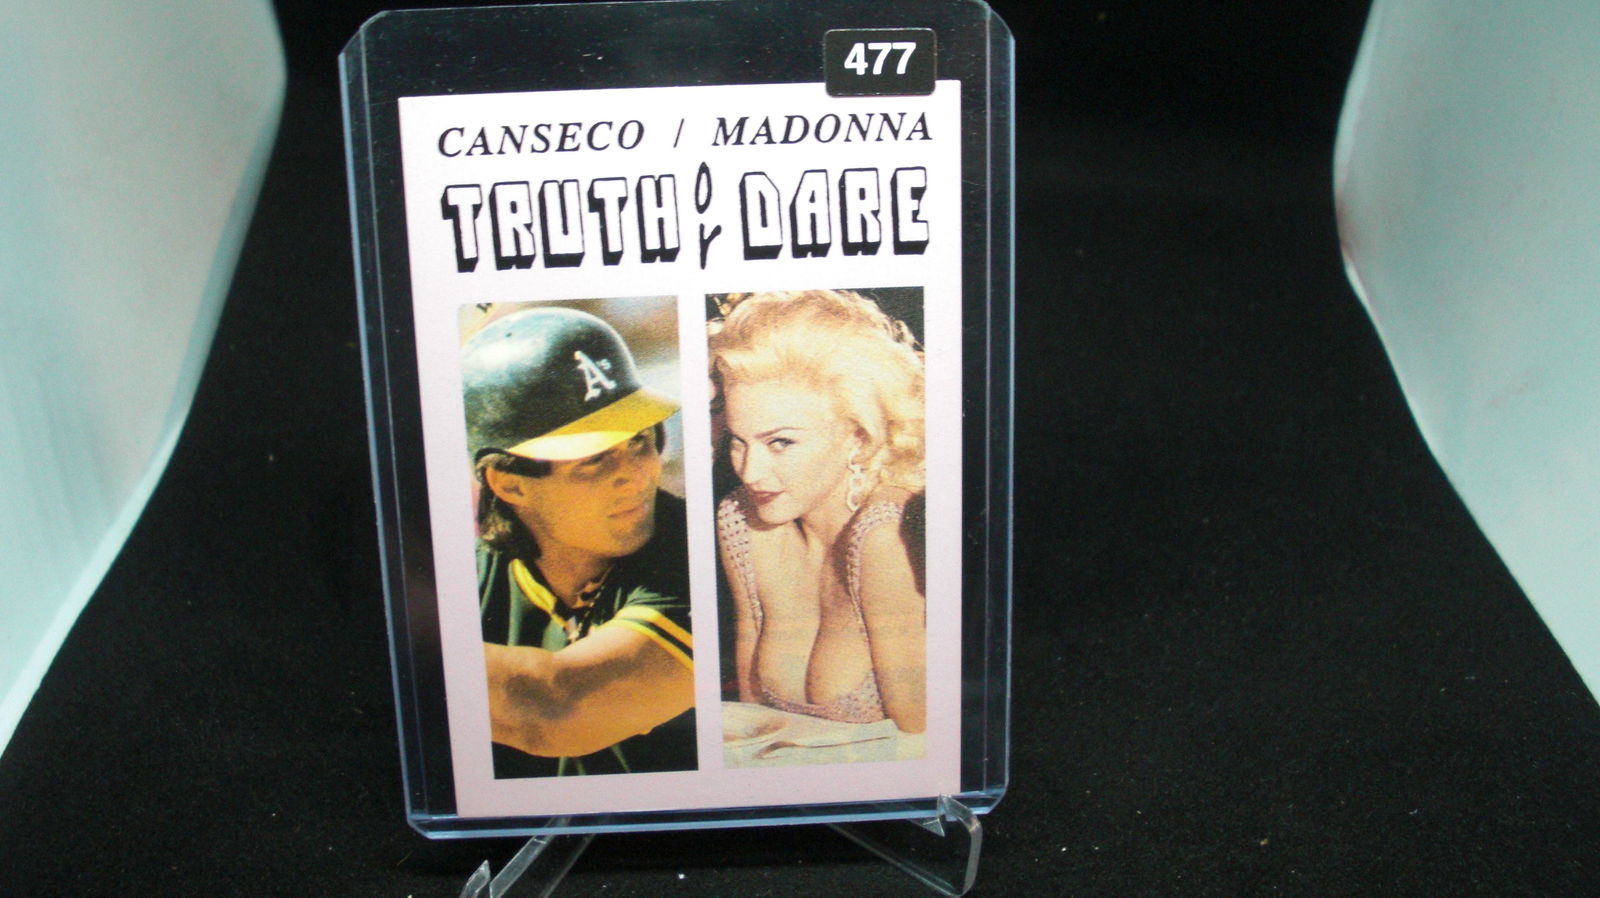 477
CANSECO / MADONNA
TRUTH or DARE
A's